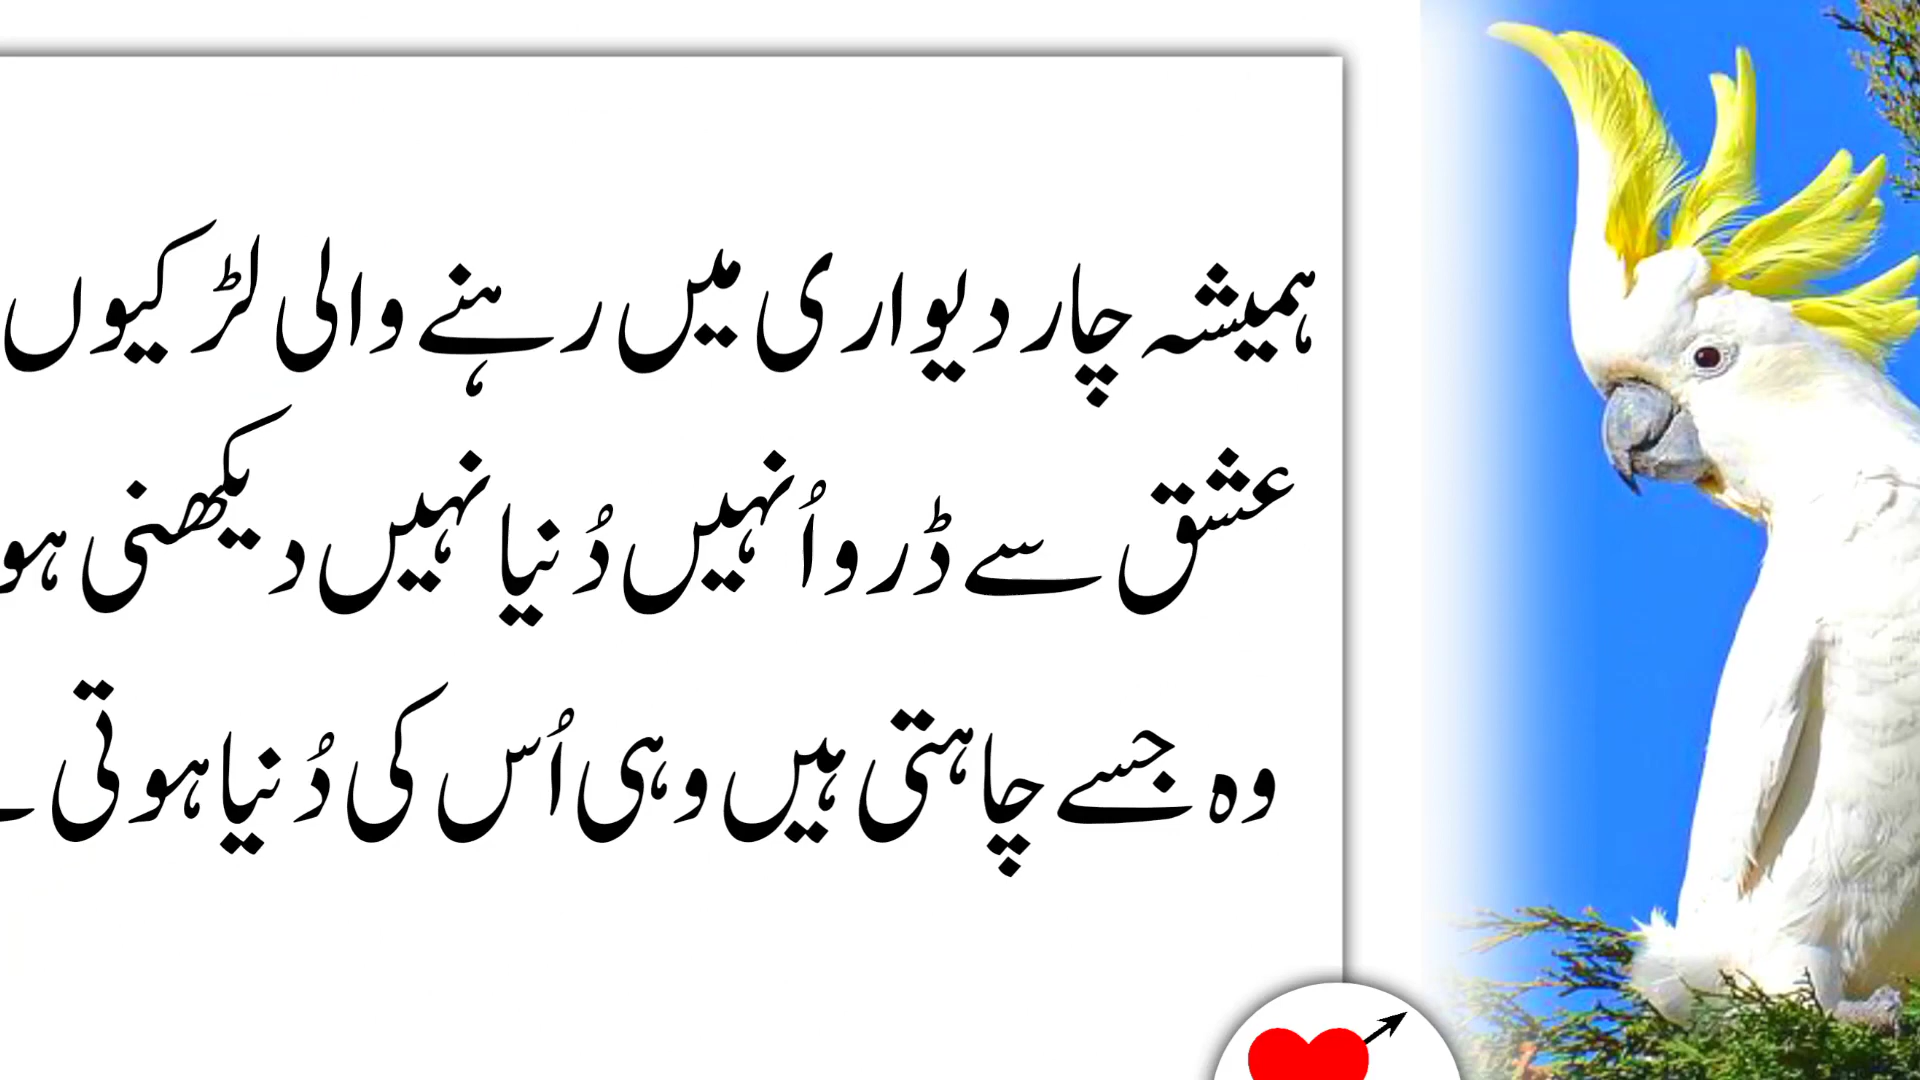 ہمیشہ چار دیواری میں رہنے والی لڑکیوں
عشق سے ڈرو اُنہیں دُنیا نہیں دیکھنی ہو
وہ جسے چاہتی ہیں وہی اُس کی دُنیا ہوتی